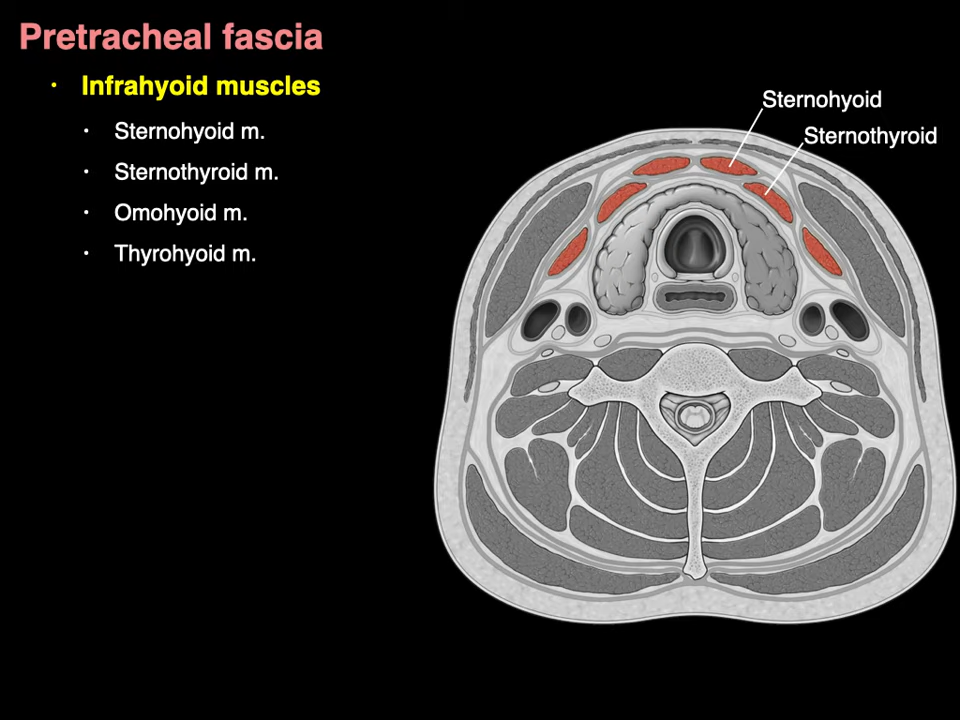 Pretracheal fascia
• Infrahyoid muscles
• Sternohyoid m.
• Sternothyroid m.
• Omohyoid m.
• Thyrohyoid m.
Sternohyoid
Sternothyroid